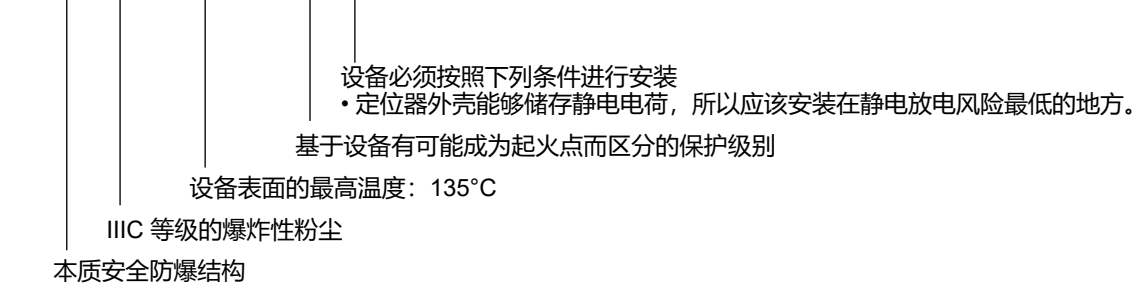 设备必须按照下列条件进行安装
• 定位器外壳能够储存静电电荷，所以应该安装在静电放电风险最低的地方。
基于设备有可能成为起火点而区分的保护级别
设备表面的最高温度：135°C
IIIC 等级的爆炸性粉尘
本质安全防爆结构